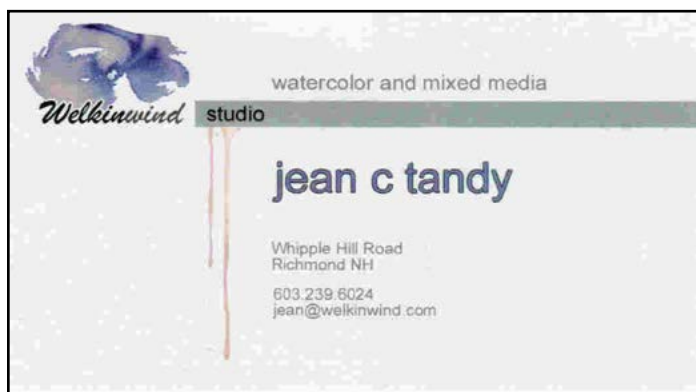 watercolor and mixed media
Welkinwind studio
jean c tandy
Whipple Hill Road
Richmond NH
603.239.6024
jean@welkinwind.com